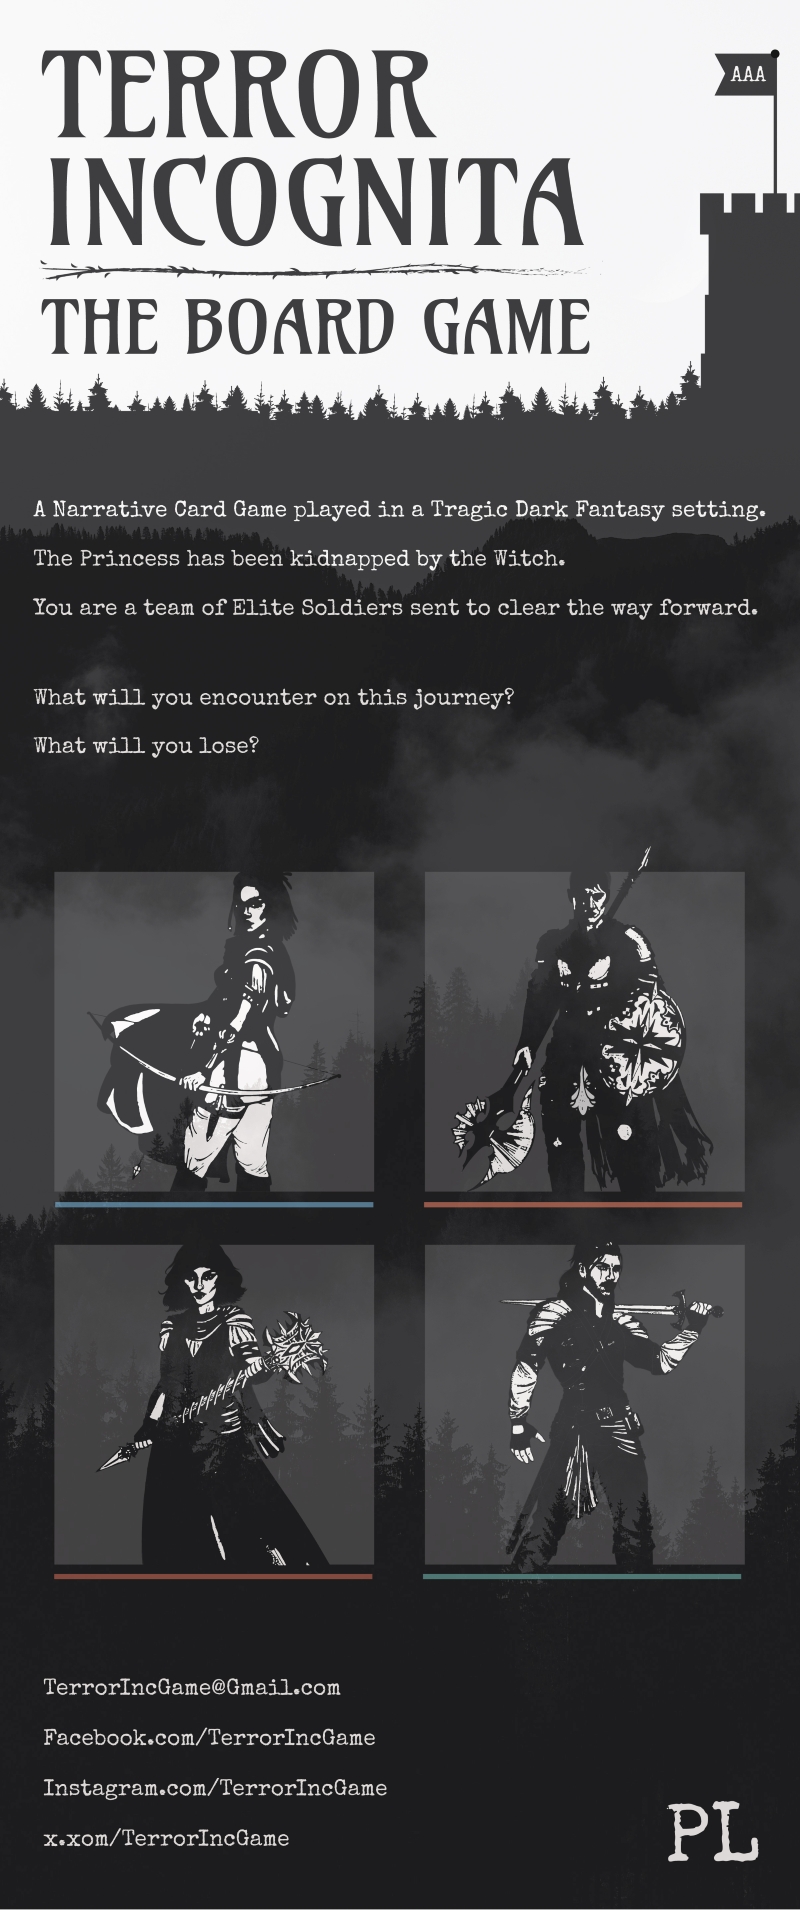 TERROR
INCOGNITA
THE BOARD GAME
AAA
A Narrative Card Game played in a Tragic Dark Fantasy setting.
The Princess has been kidnapped by the Witch.
You are a team of Elite Soldiers sent to clear the way forward.
What will you encounter on this journey?
What will you lose?
TerrorIncGame@Gmail.com
Facebook.com/TerrorIncGame
Instagram.com/TerrorIncGame
x.xom/TerrorIncGame
PL